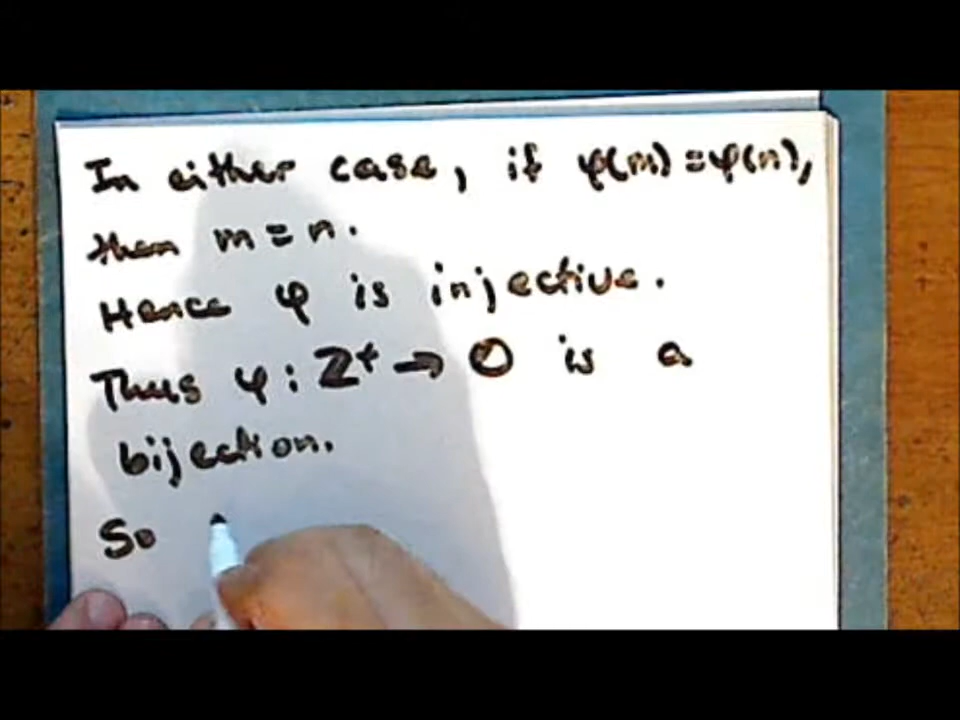 In either case, if φ(m)=φ(n),
then m=n.
Hence φ is injective.
Thus φ: Z⁺ → O is a
bijection.
So